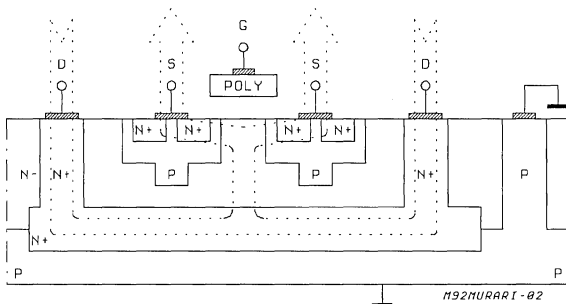 G
D S S D
POLY
N+ N+ N+ N+
N- N+ P P N+ P
N+
P P
M92MURARI-02